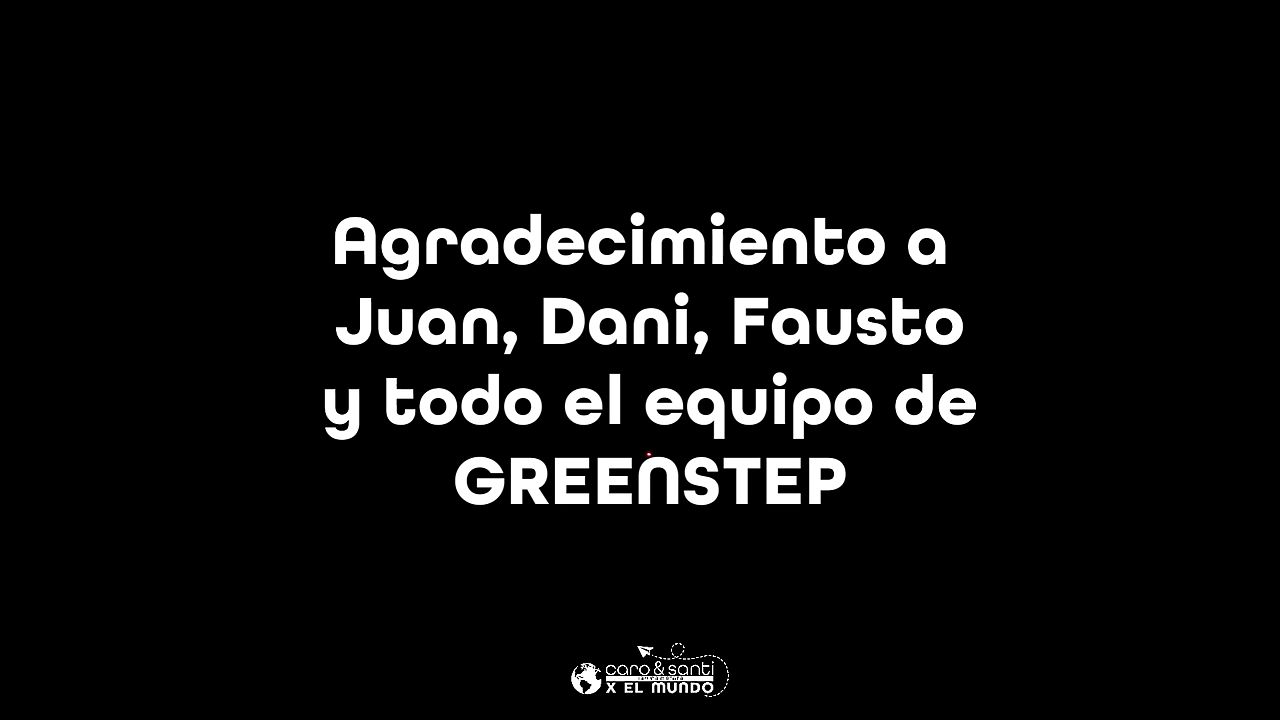 Agradecimiento a
Juan, Dani, Fausto
y todo el equipo de
GREENSTEP
caro & santi
X EL MUNDO